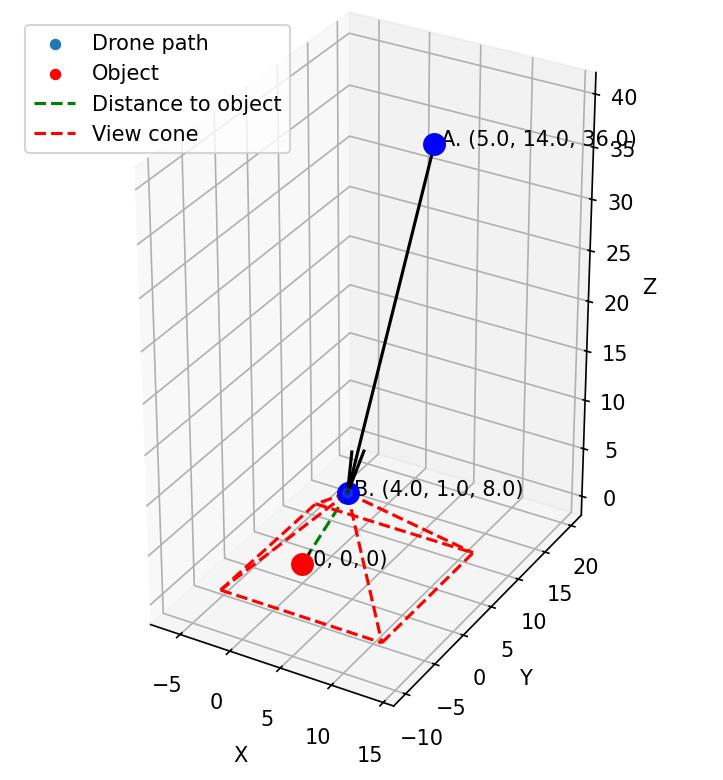 Drone path
Object
Distance to object
View cone
A. (5.0, 14.0, 36.0)
B. (4.0, 1.0, 8.0)
0, 0, 0)
40
35
30
25
20
15
10
5
0
Z
−5
0
5
10
15
X
−10
−5
0
5
10
15
20
Y